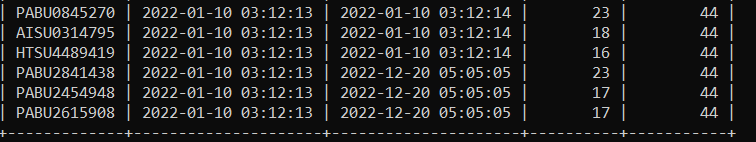 | PABU0845270 | 2022-01-10 03:12:13 | 2022-01-10 03:12:14 | 23 | 44 |
| AISU0314795 | 2022-01-10 03:12:13 | 2022-01-10 03:12:14 | 18 | 44 |
| HTSU4489419 | 2022-01-10 03:12:13 | 2022-01-10 03:12:14 | 16 | 44 |
| PABU2841438 | 2022-01-10 03:12:13 | 2022-12-20 05:05:05 | 23 | 44 |
| PABU2454948 | 2022-01-10 03:12:13 | 2022-12-20 05:05:05 | 17 | 44 |
| PABU2615908 | 2022-01-10 03:12:13 | 2022-12-20 05:05:05 | 17 | 44 |
+-------------+---------------------+---------------------+---------+-----------+